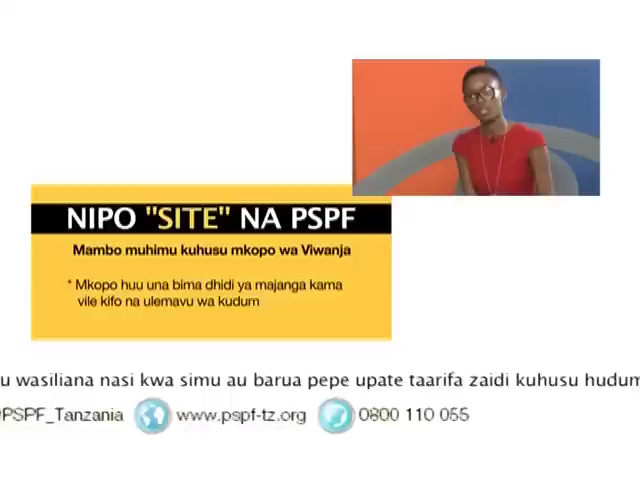 NIPO "SITE" NA PSPF
Mambo muhimu kuhusu mkopo wa Viwanja
* Mkopo huu una bima dhidi ya majanga kama
vile kifo na ulemavu wa kudum
u wasiliana nasi kwa simu au barua pepe upate taarifa zaidi kuhusu hudum
PSPF_Tanzania www.pspf-tz.org 0800 110 055